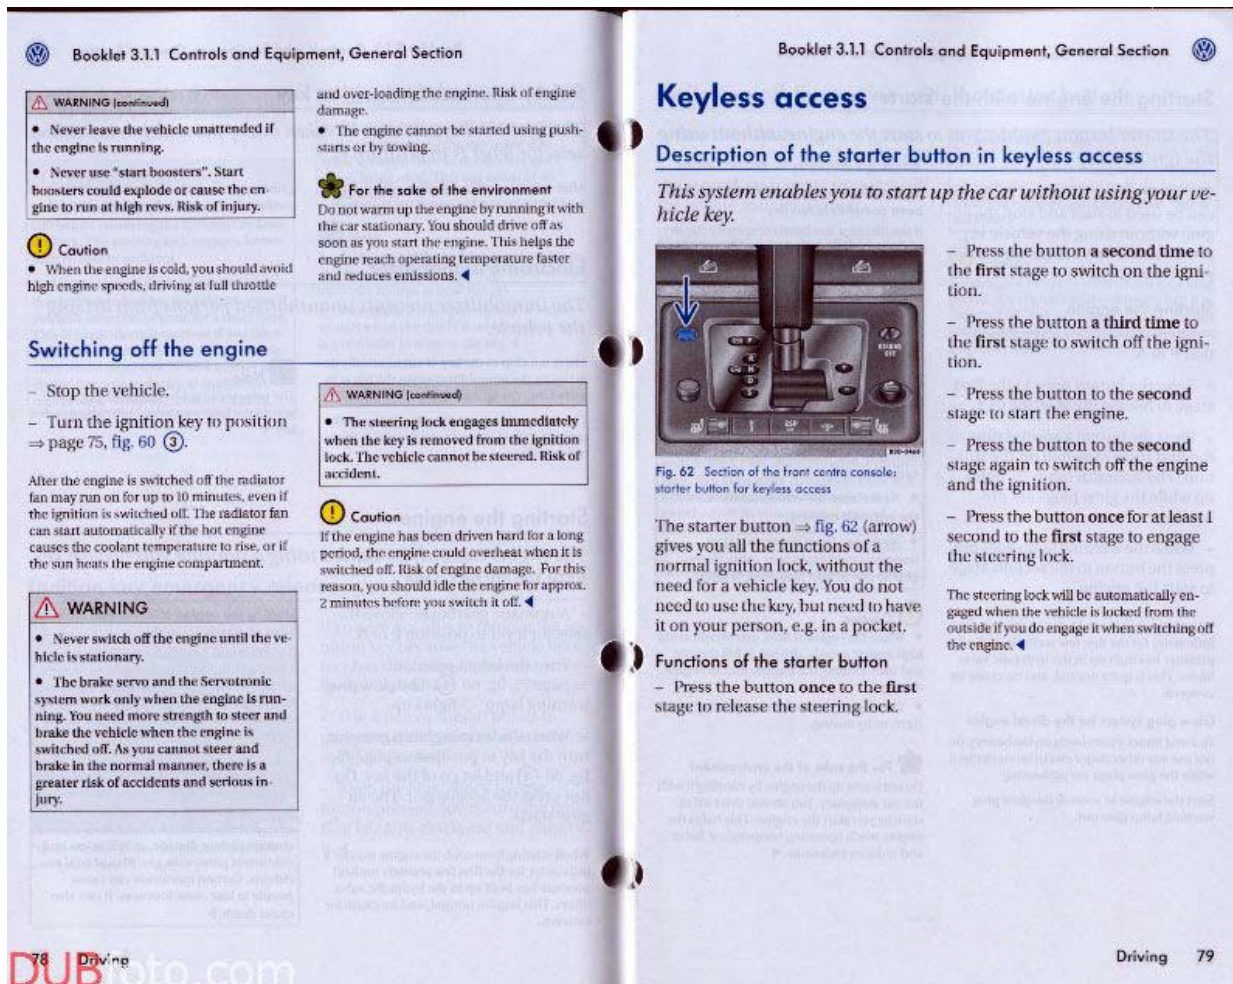 Booklet 3.1.1 Controls and Equipment, General Section
WARNING (continued)
• Never leave the vehicle unattended if
the engine is running.
• Never use "start boosters". Start
boosters could explode or cause the en-
gine to run at high revs. Risk of injury.
Caution
• When the engine is cold, you should avoid
high engine speeds, driving at full throttle
and over-loading the engine. Risk of engine
damage.
• The engine cannot be started using push-
starts or by towing.
For the sake of the environment
Do not warm up the engine by running it with
the car stationary. You should drive off as
soon as you start the engine. This helps the
engine reach operating temperature faster
and reduces emissions.
Switching off the engine
– Stop the vehicle.
– Turn the ignition key to position
⇒ page 75, fig. 60 ③.
After the engine is switched off the radiator
fan may run on for up to 10 minutes, even if
the ignition is switched off. The radiator fan
can start automatically if the hot engine
causes the coolant temperature to rise, or if
the sun heats the engine compartment.
WARNING
• Never switch off the engine until the ve-
hicle is stationary.
• The brake servo and the Servotronic
system work only when the engine is run-
ning. You need more strength to steer and
brake the vehicle when the engine is
switched off. As you cannot steer and
brake in the normal manner, there is a
greater risk of accidents and serious in-
jury.
WARNING (continued)
• The steering lock engages immediately
when the key is removed from the ignition
lock. The vehicle cannot be steered. Risk of
accident.
Caution
If the engine has been driven hard for a long
period, the engine could overheat when it is
switched off. Risk of engine damage. For this
reason, you should idle the engine for approx.
2 minutes before you switch it off.
78 Driving
DUBfoto.com
Booklet 3.1.1 Controls and Equipment, General Section
Keyless access
Description of the starter button in keyless access
This system enables you to start up the car without using your ve-
hicle key.
Fig. 62 Section of the front centre console:
starter button for keyless access
The starter button ⇒ fig. 62 (arrow)
gives you all the functions of a
normal ignition lock, without the
need for a vehicle key. You do not
need to use the key, but need to have
it on your person, e.g. in a pocket.
Functions of the starter button
– Press the button once to the first
stage to release the steering lock.
– Press the button a second time to
the first stage to switch on the igni-
tion.
– Press the button a third time to
the first stage to switch off the igni-
tion.
– Press the button to the second
stage to start the engine.
– Press the button to the second
stage again to switch off the engine
and the ignition.
– Press the button once for at least 1
second to the first stage to engage
the steering lock.
The steering lock will be automatically en-
gaged when the vehicle is locked from the
outside if you do engage it when switching off
the engine.
Driving 79